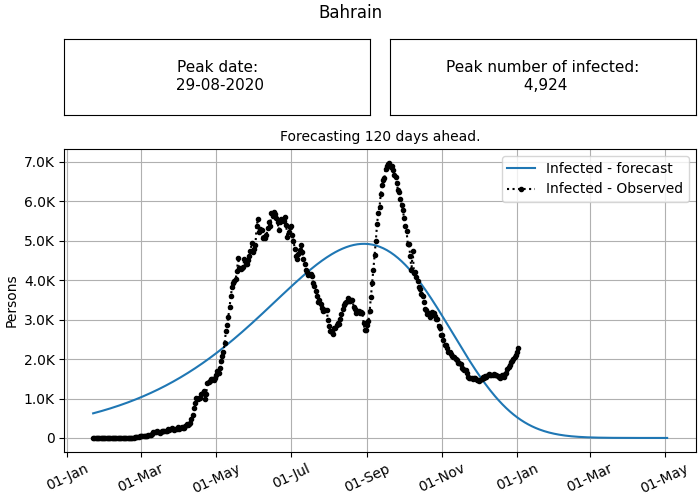 Bahrain
Peak date:
29-08-2020
Peak number of infected:
4,924
Forecasting 120 days ahead.
Infected - forecast
Infected - Observed
Persons
7.0K
6.0K
5.0K
4.0K
3.0K
2.0K
1.0K
0
01-Jan
01-Mar
01-May
01-Jul
01-Sep
01-Nov
01-Jan
01-Mar
01-May